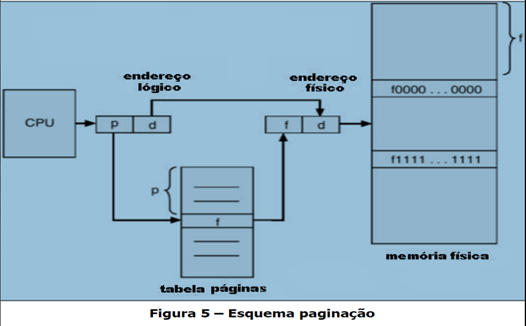 endereço
lógico
endereço
físico
f
CPU
p d
f d
f0000 ... 0000
f1111 ... 1111
p
f
memória física
tabela páginas
Figura 5 – Esquema paginação